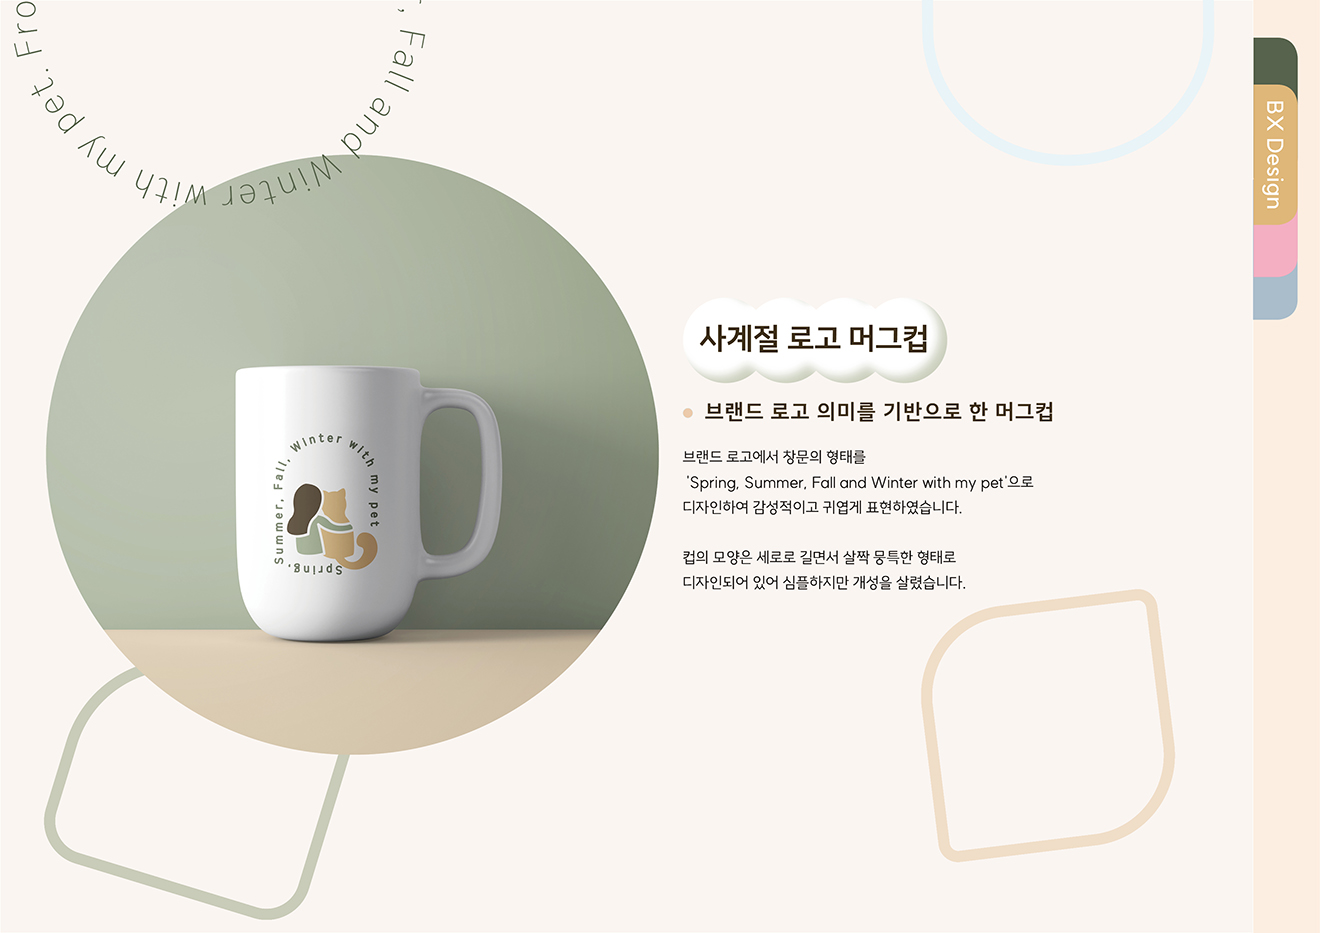 . Fall and Winter with my pet. Fro
BX Design
사계절 로고 머그컵
브랜드 로고 의미를 기반으로 한 머그컵
브랜드 로고에서 창문의 형태를
'Spring, Summer, Fall and Winter with my pet'으로
디자인하여 감성적이고 귀엽게 표현하였습니다.
컵의 모양은 세로로 길면서 살짝 뭉특한 형태로
디자인되어 있어 심플하지만 개성을 살렸습니다.
Spring, Summer, Fall, Winter with my pet